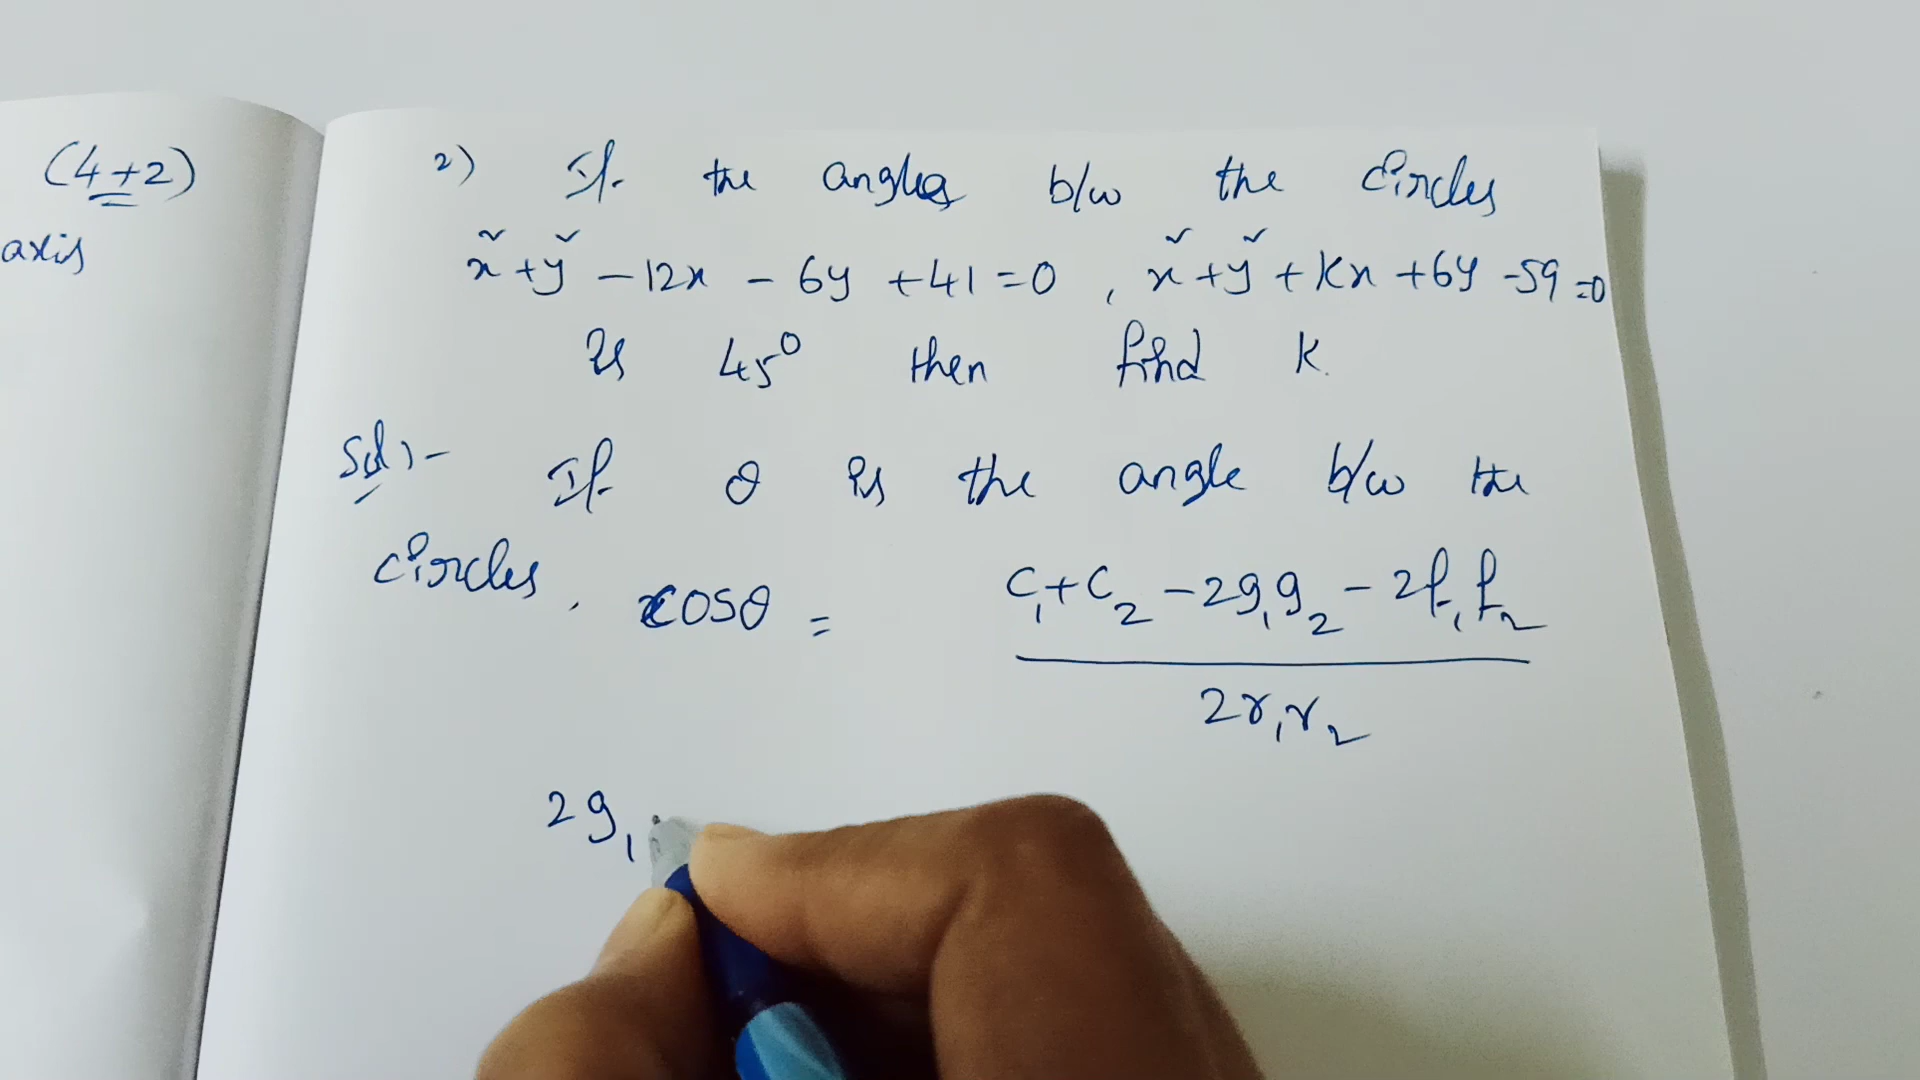 (4+2)
axis
2) If the angle b/w the circles
x²+y² −12x − 6y +41 =0 , x²+y² + Kx +6y −59 =0
is 45° then find K.
Sol:- If θ is the angle b/w the
circles, cosθ = (c₁+c₂ −2g₁g₂ − 2f₁f₂) / 2r₁r₂
2g₁